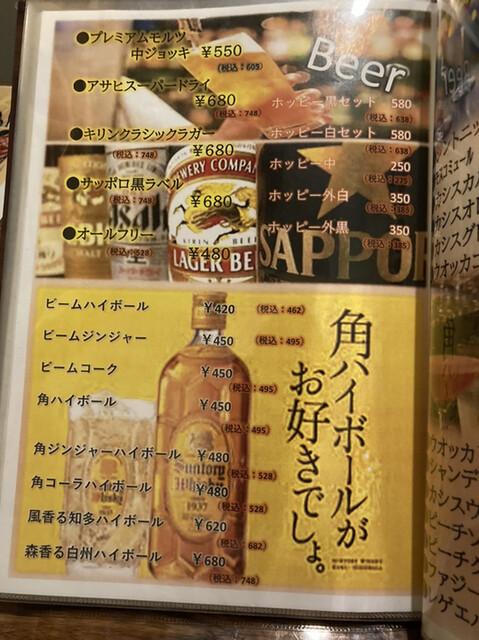 ●プレミアムモルツ
中ジョッキ ¥550
(税込:605)
●アサヒスーパードライ
¥680
(税込:748)
●キリンクラシックラガー
¥680
(税込:748)
●サッポロ黒ラベル
¥680
(税込:748)
●オールフリー
¥480
(税込:528)
Beer
ホッピー黒セット 580
(税込:638)
ホッピー白セット 580
(税込:638)
ホッピー中 250
(税込:275)
ホッピー外白 350
(税込:385)
ホッピー外黒 350
(税込:385)
BREWERY COMPANY
KIRIN BEER
LAGER BEE
Asahi
SAPPOR
ビームハイボール ¥420 (税込:462)
ビームジンジャー ¥450 (税込:495)
ビームコーク ¥450
(税込:495)
角ハイボール ¥450
(税込:495)
角ジンジャーハイボール ¥480
(税込:528)
角コーラハイボール ¥480
(税込:528)
風香る知多ハイボール ¥620
(税込:682)
森香る白州ハイボール ¥680
(税込:748)
角ハイボールが
お好きでしょ。
Suntory
Whisky
1937